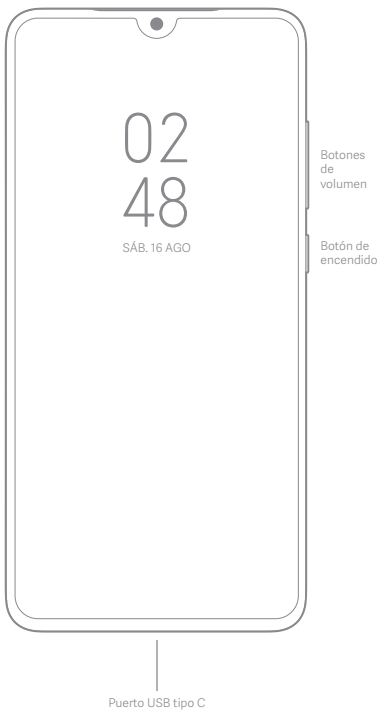 02
48
SÁB. 16 AGO
Botones
de
volumen
Botón de
encendido
Puerto USB tipo C